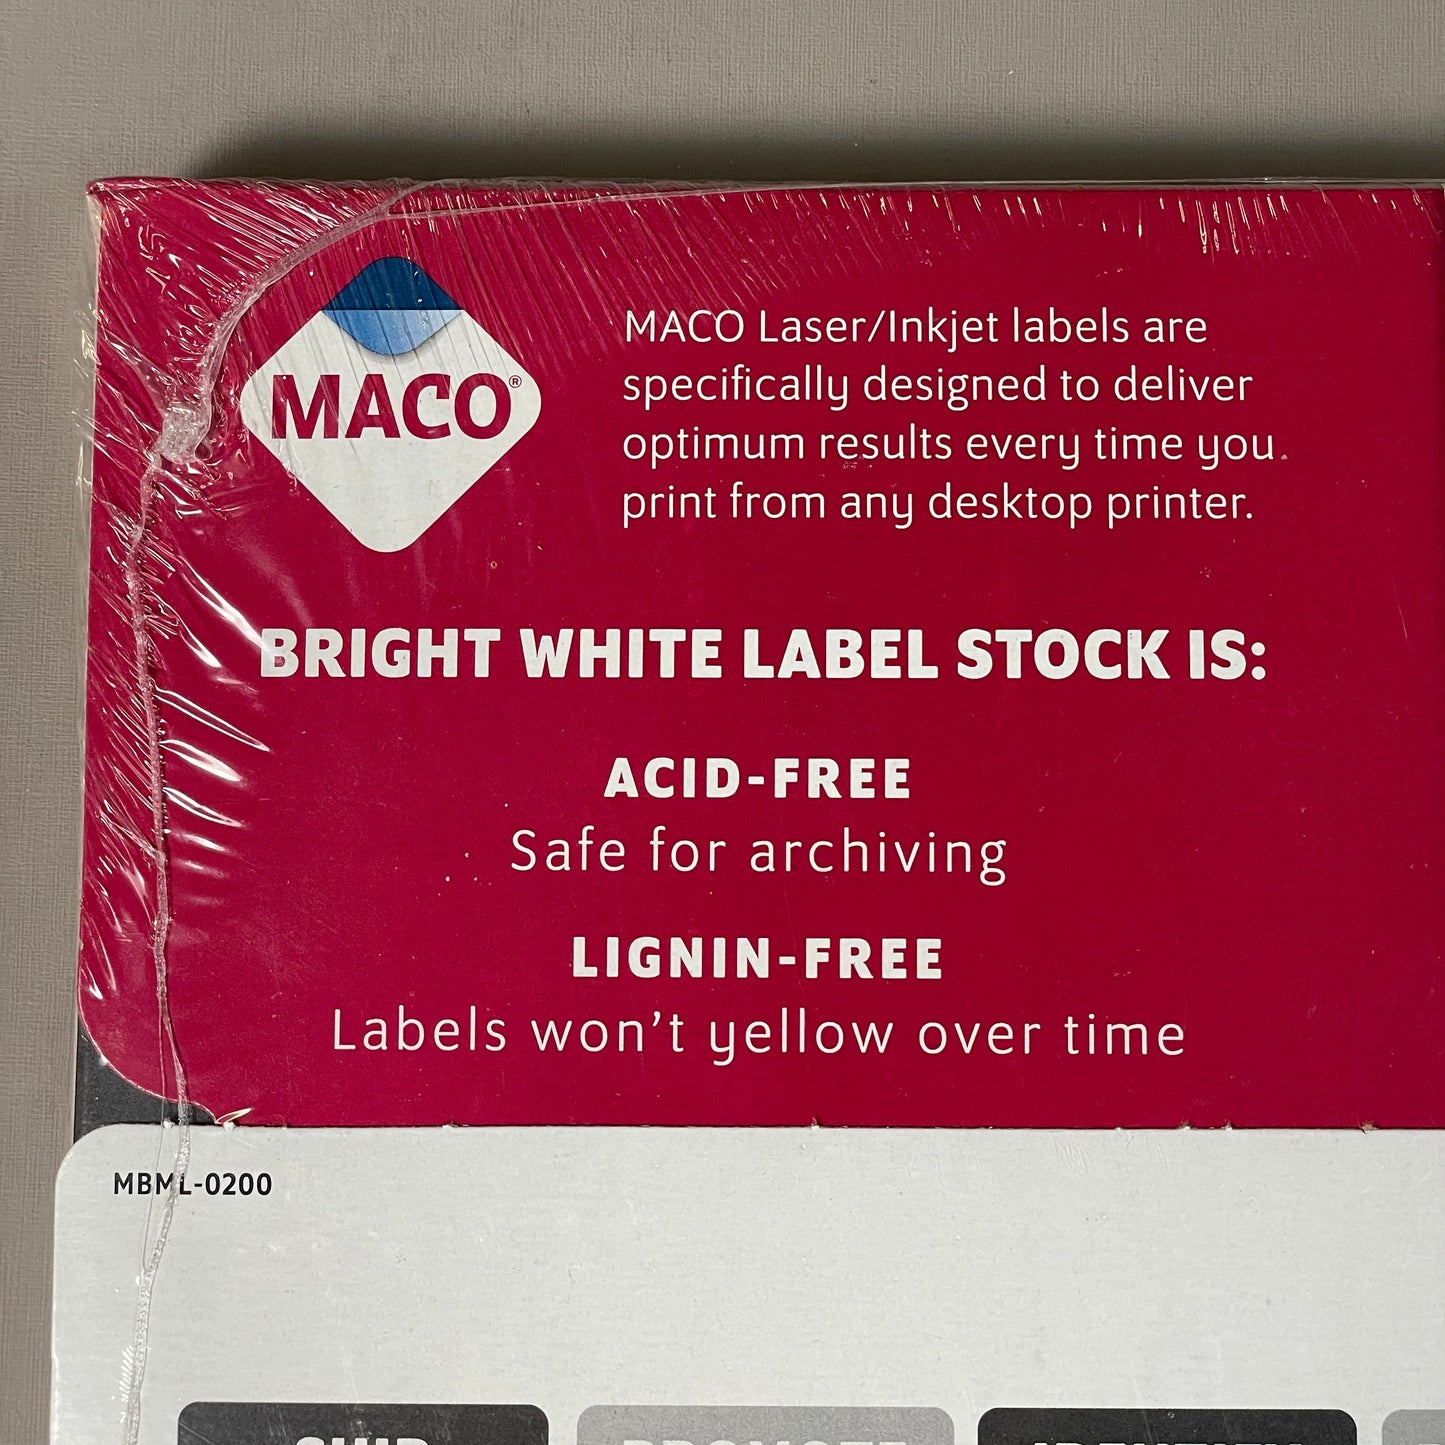 MACO®
MACO Laser/Inkjet labels are
specifically designed to deliver
optimum results every time you
print from any desktop printer.
BRIGHT WHITE LABEL STOCK IS:
ACID-FREE
Safe for archiving
LIGNIN-FREE
Labels won't yellow over time
MBML-0200